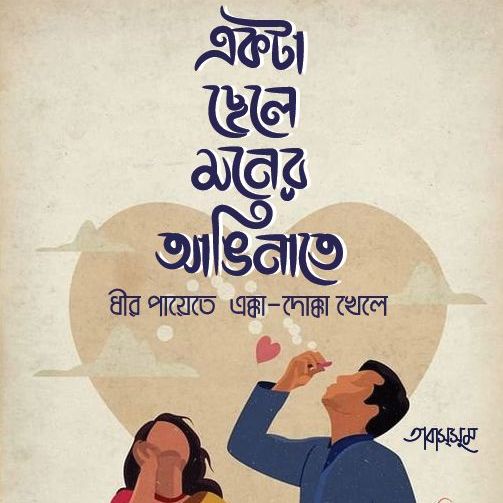 একটা
ছেলে
মনের
আঙিনাতে
ধীর পায়েতে এক্কা-দোক্কা খেলে
তাবাসসুম